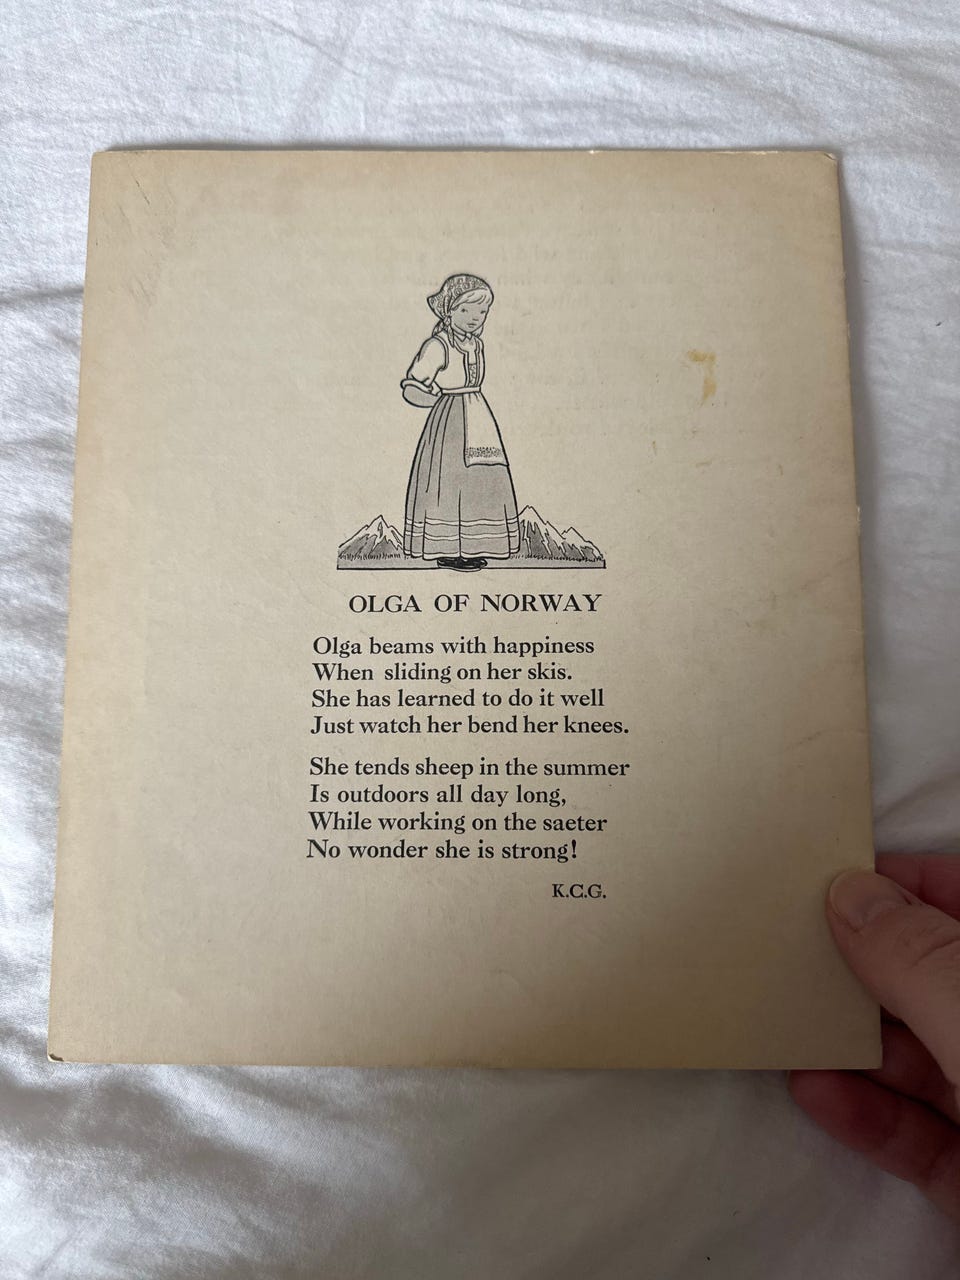 OLGA OF NORWAY
Olga beams with happiness
When sliding on her skis.
She has learned to do it well
Just watch her bend her knees.
She tends sheep in the summer
Is outdoors all day long,
While working on the saeter
No wonder she is strong!
K.C.G.